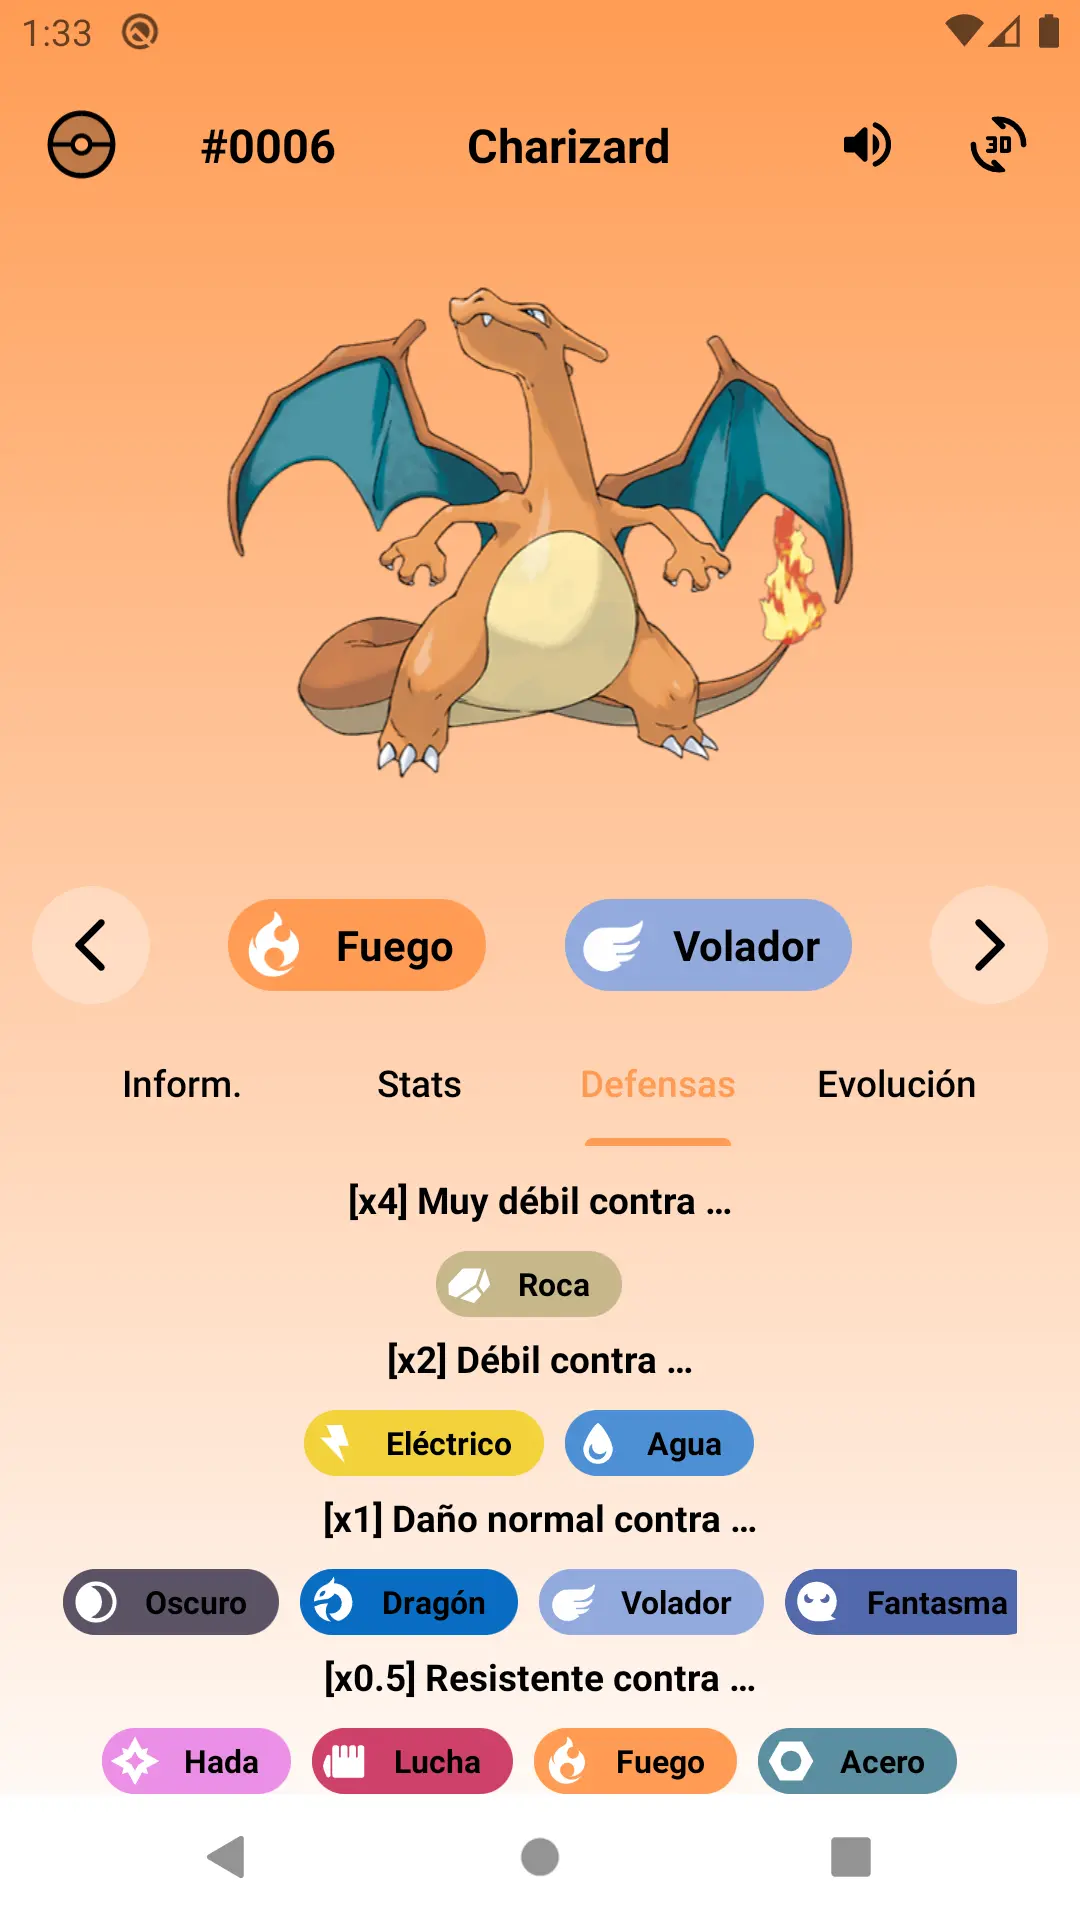 1:33
#0006 Charizard 3D
Fuego Volador
Inform. Stats Defensas Evolución
[x4] Muy débil contra ...
Roca
[x2] Débil contra ...
Eléctrico Agua
[x1] Daño normal contra ...
Oscuro Dragón Volador Fantasma
[x0.5] Resistente contra ...
Hada Lucha Fuego Acero